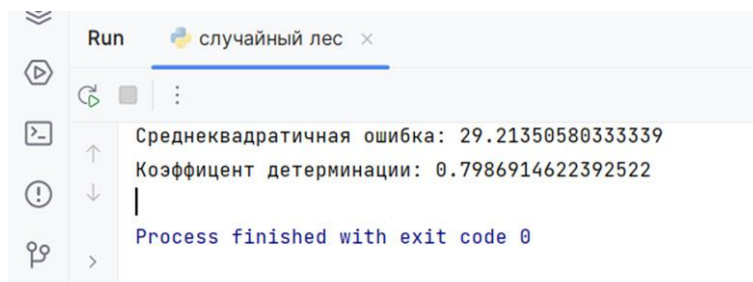 Run случайный лес ×
Среднеквадратичная ошибка: 29.21350580333339
Коэффицент детерминации: 0.7986914622392522
Process finished with exit code 0